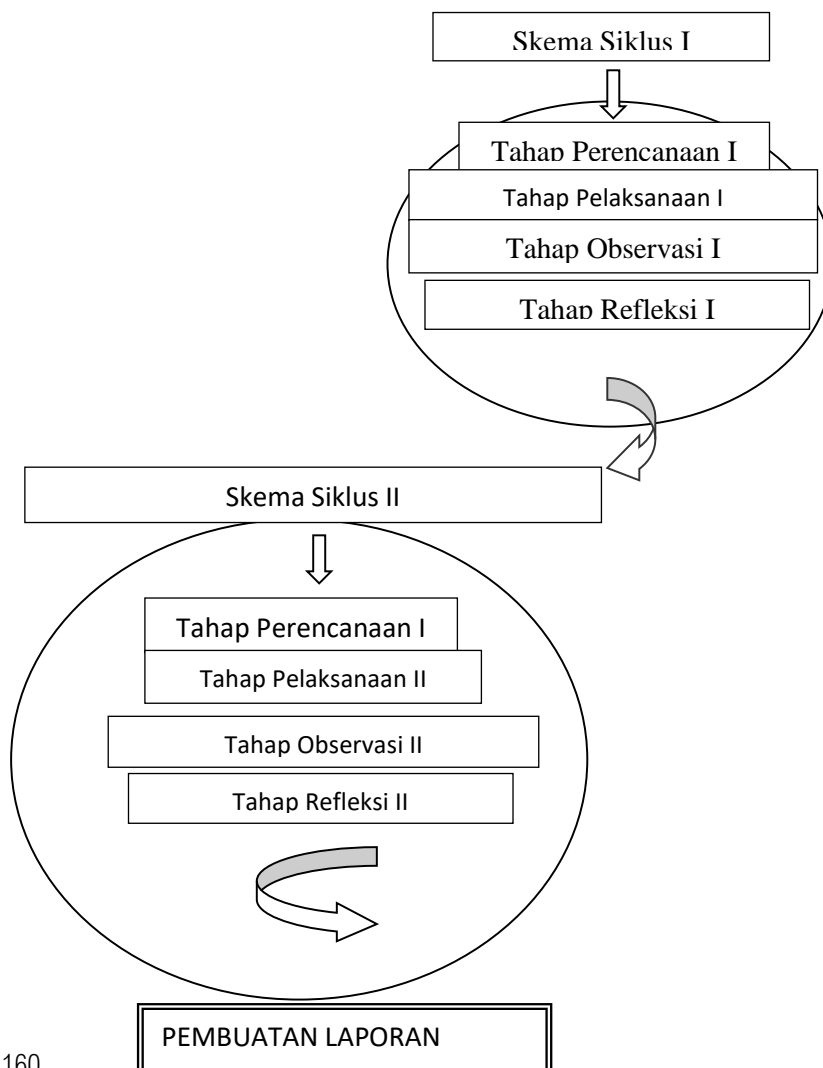 Skema Siklus I
Tahap Perencanaan I
Tahap Pelaksanaan I
Tahap Observasi I
Tahap Refleksi I
Skema Siklus II
Tahap Perencanaan I
Tahap Pelaksanaan II
Tahap Observasi II
Tahap Refleksi II
PEMBUATAN LAPORAN
160